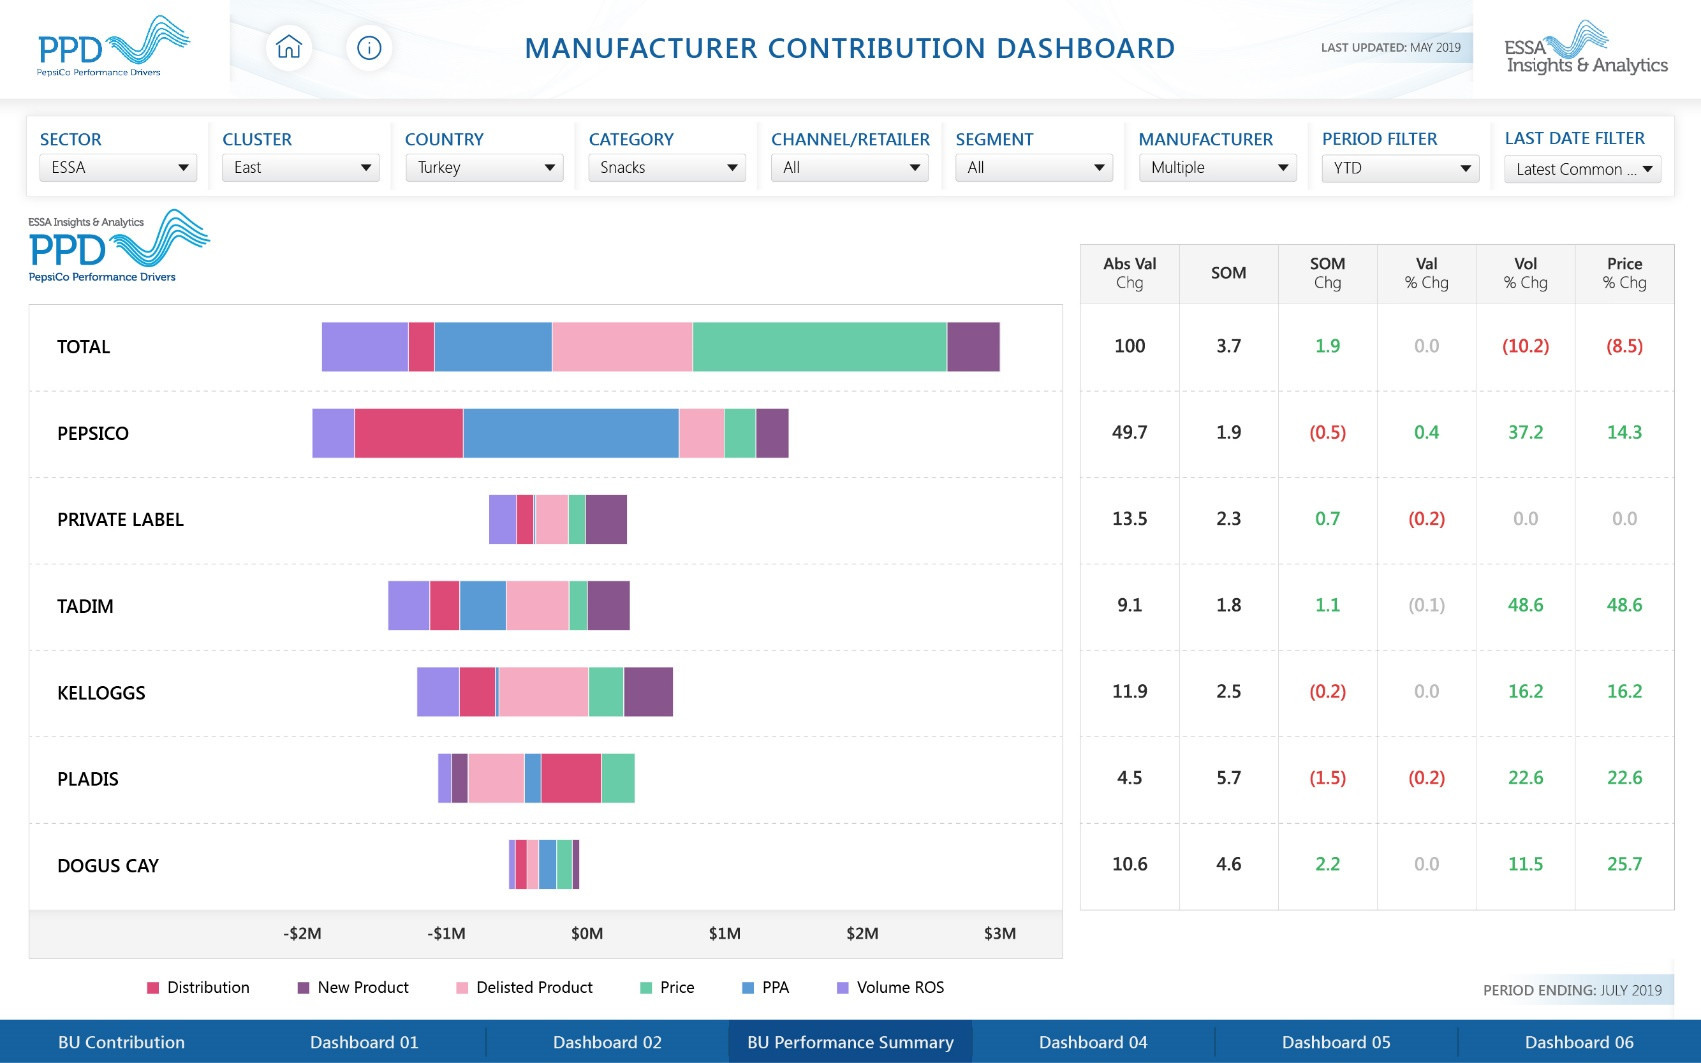 PPD
PepsiCo Performance Drivers
MANUFACTURER CONTRIBUTION DASHBOARD
LAST UPDATED: MAY 2019
ESSA
Insights & Analytics
SECTOR
ESSA
CLUSTER
East
COUNTRY
Turkey
CATEGORY
Snacks
CHANNEL/RETAILER
All
SEGMENT
All
MANUFACTURER
Multiple
PERIOD FILTER
YTD
LAST DATE FILTER
Latest Common ...
ESSA Insights & Analytics
PPD
PepsiCo Performance Drivers
Abs Val
Chg
SOM
SOM
Chg
Val
% Chg
Vol
% Chg
Price
% Chg
TOTAL 100 3.7 1.9 0.0 (10.2) (8.5)
PEPSICO 49.7 1.9 (0.5) 0.4 37.2 14.3
PRIVATE LABEL 13.5 2.3 0.7 (0.2) 0.0 0.0
TADIM 9.1 1.8 1.1 (0.1) 48.6 48.6
KELLOGGS 11.9 2.5 (0.2) 0.0 16.2 16.2
PLADIS 4.5 5.7 (1.5) (0.2) 22.6 22.6
DOGUS CAY 10.6 4.6 2.2 0.0 11.5 25.7
-$2M -$1M $0M $1M $2M $3M
Distribution New Product Delisted Product Price PPA Volume ROS
PERIOD ENDING: JULY 2019
BU Contribution Dashboard 01 Dashboard 02 BU Performance Summary Dashboard 04 Dashboard 05 Dashboard 06